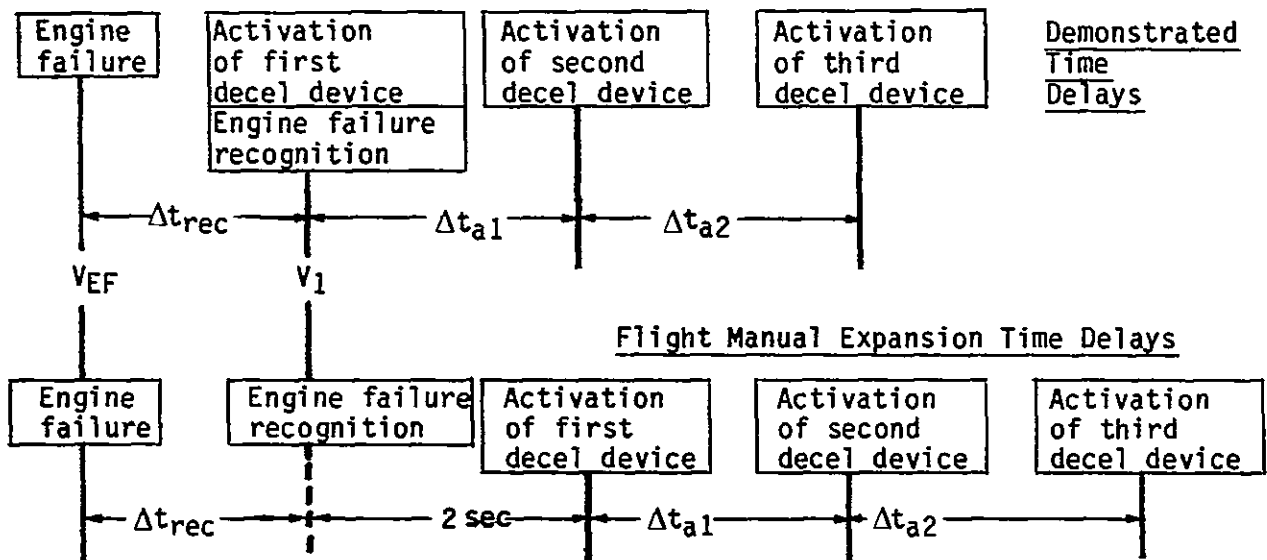 Engine
failure
Activation
of first
decel device
Engine failure
recognition
Activation
of second
decel device
Activation
of third
decel device
Demonstrated
Time
Delays
Δtrec
Δta1
Δta2
VEF
V1
Flight Manual Expansion Time Delays
Engine
failure
Engine failure
recognition
Activation
of first
decel device
Activation
of second
decel device
Activation
of third
decel device
Δtrec
2 sec
Δta1
Δta2